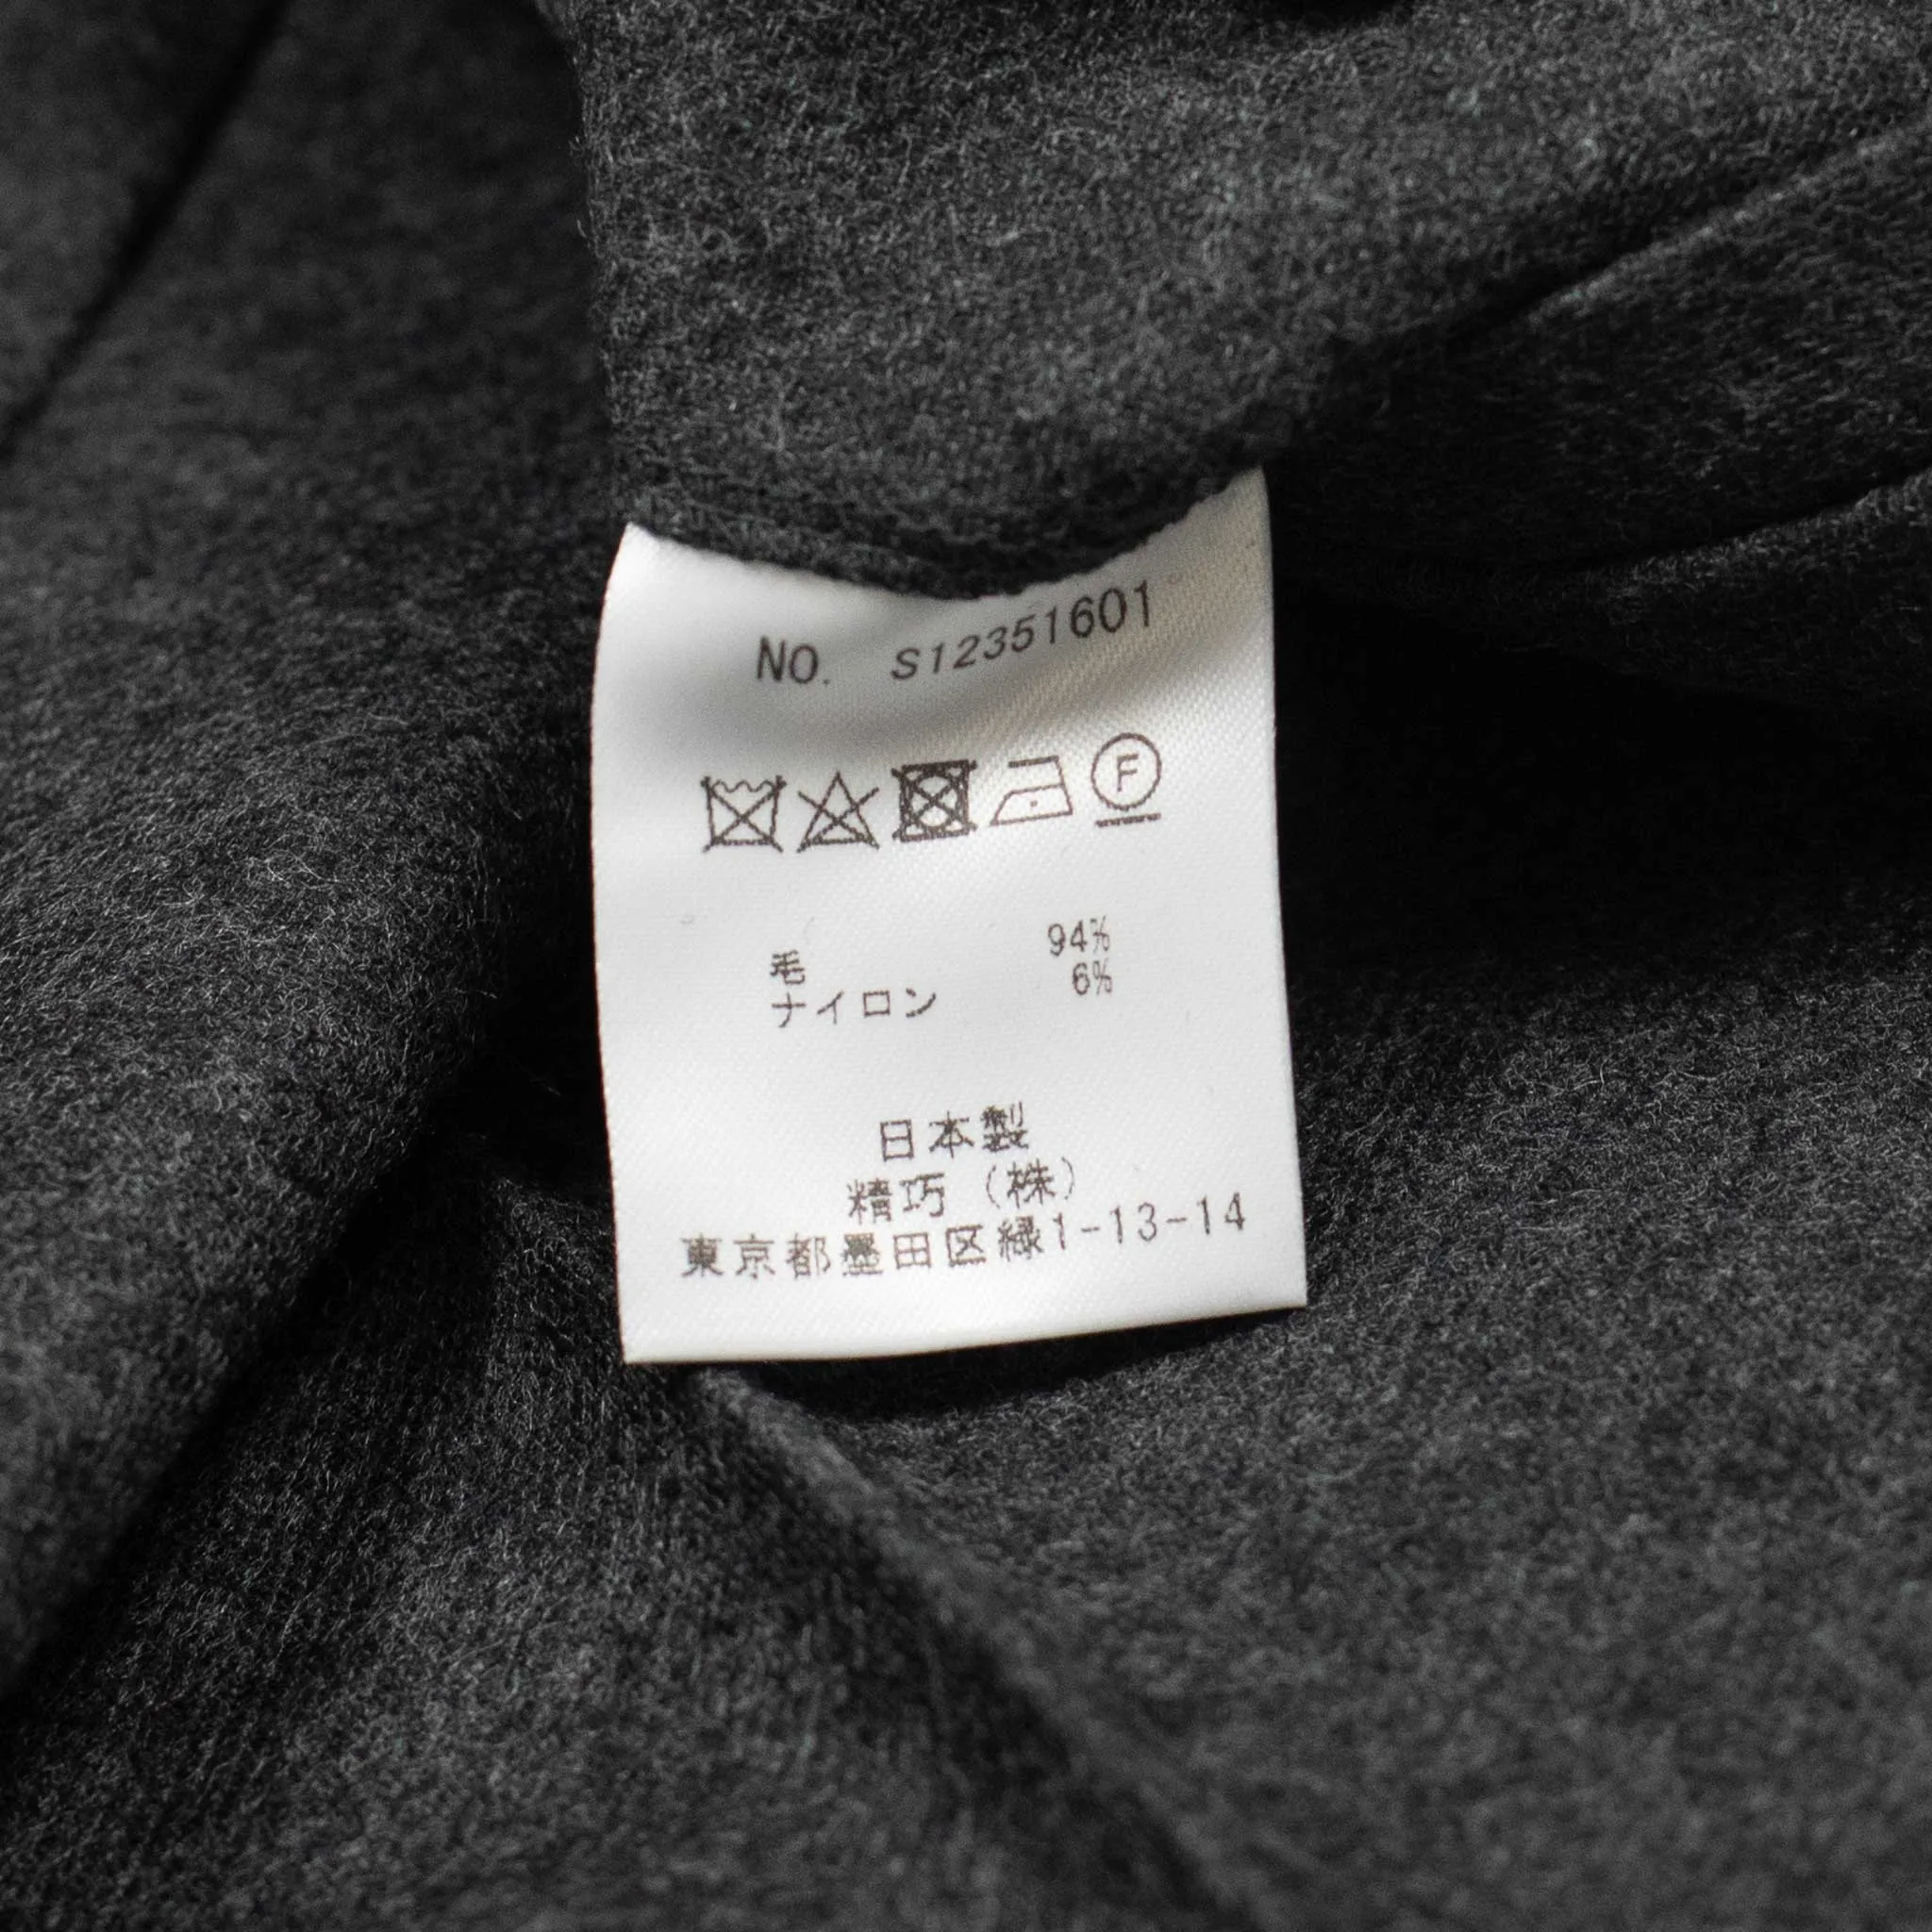 NO. S12351601
F
毛 94%
ナイロン 6%
日本製
精巧（株）
東京都墨田区緑1-13-14